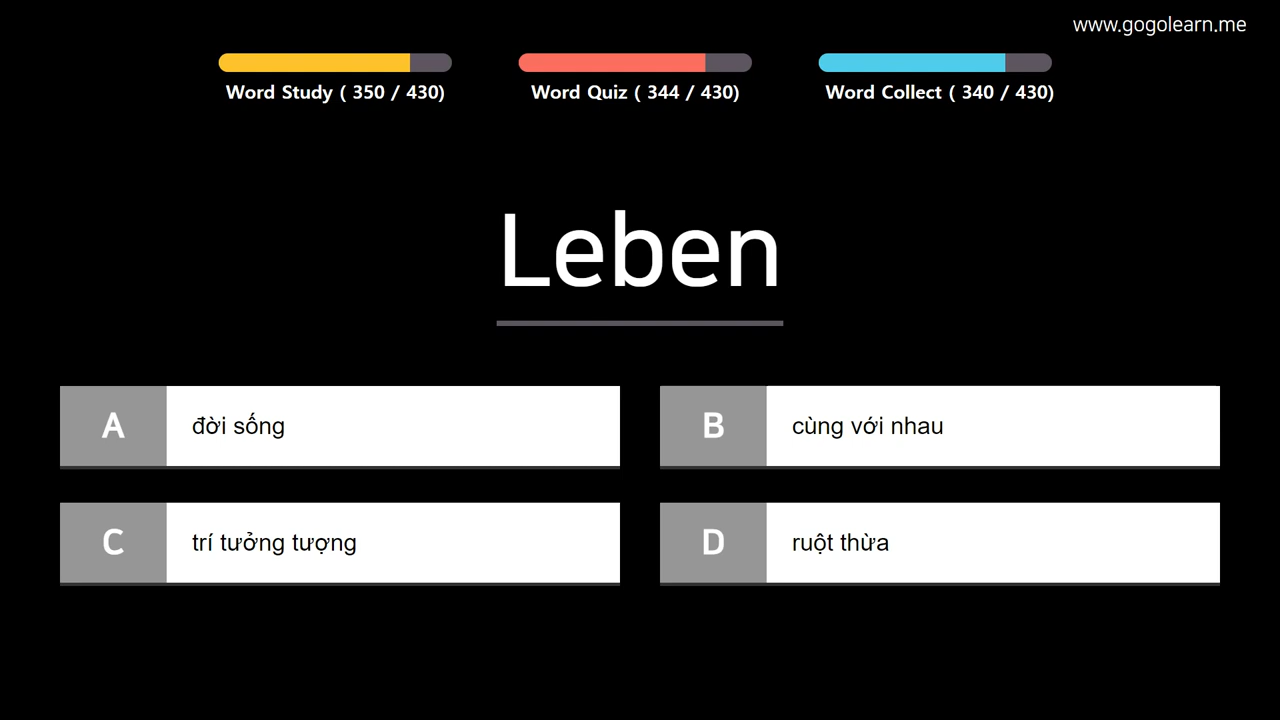 www.gogolearn.me
Word Study ( 350 / 430)
Word Quiz ( 344 / 430)
Word Collect ( 340 / 430)
Leben
A đời sống
B cùng với nhau
C trí tưởng tượng
D ruột thừa